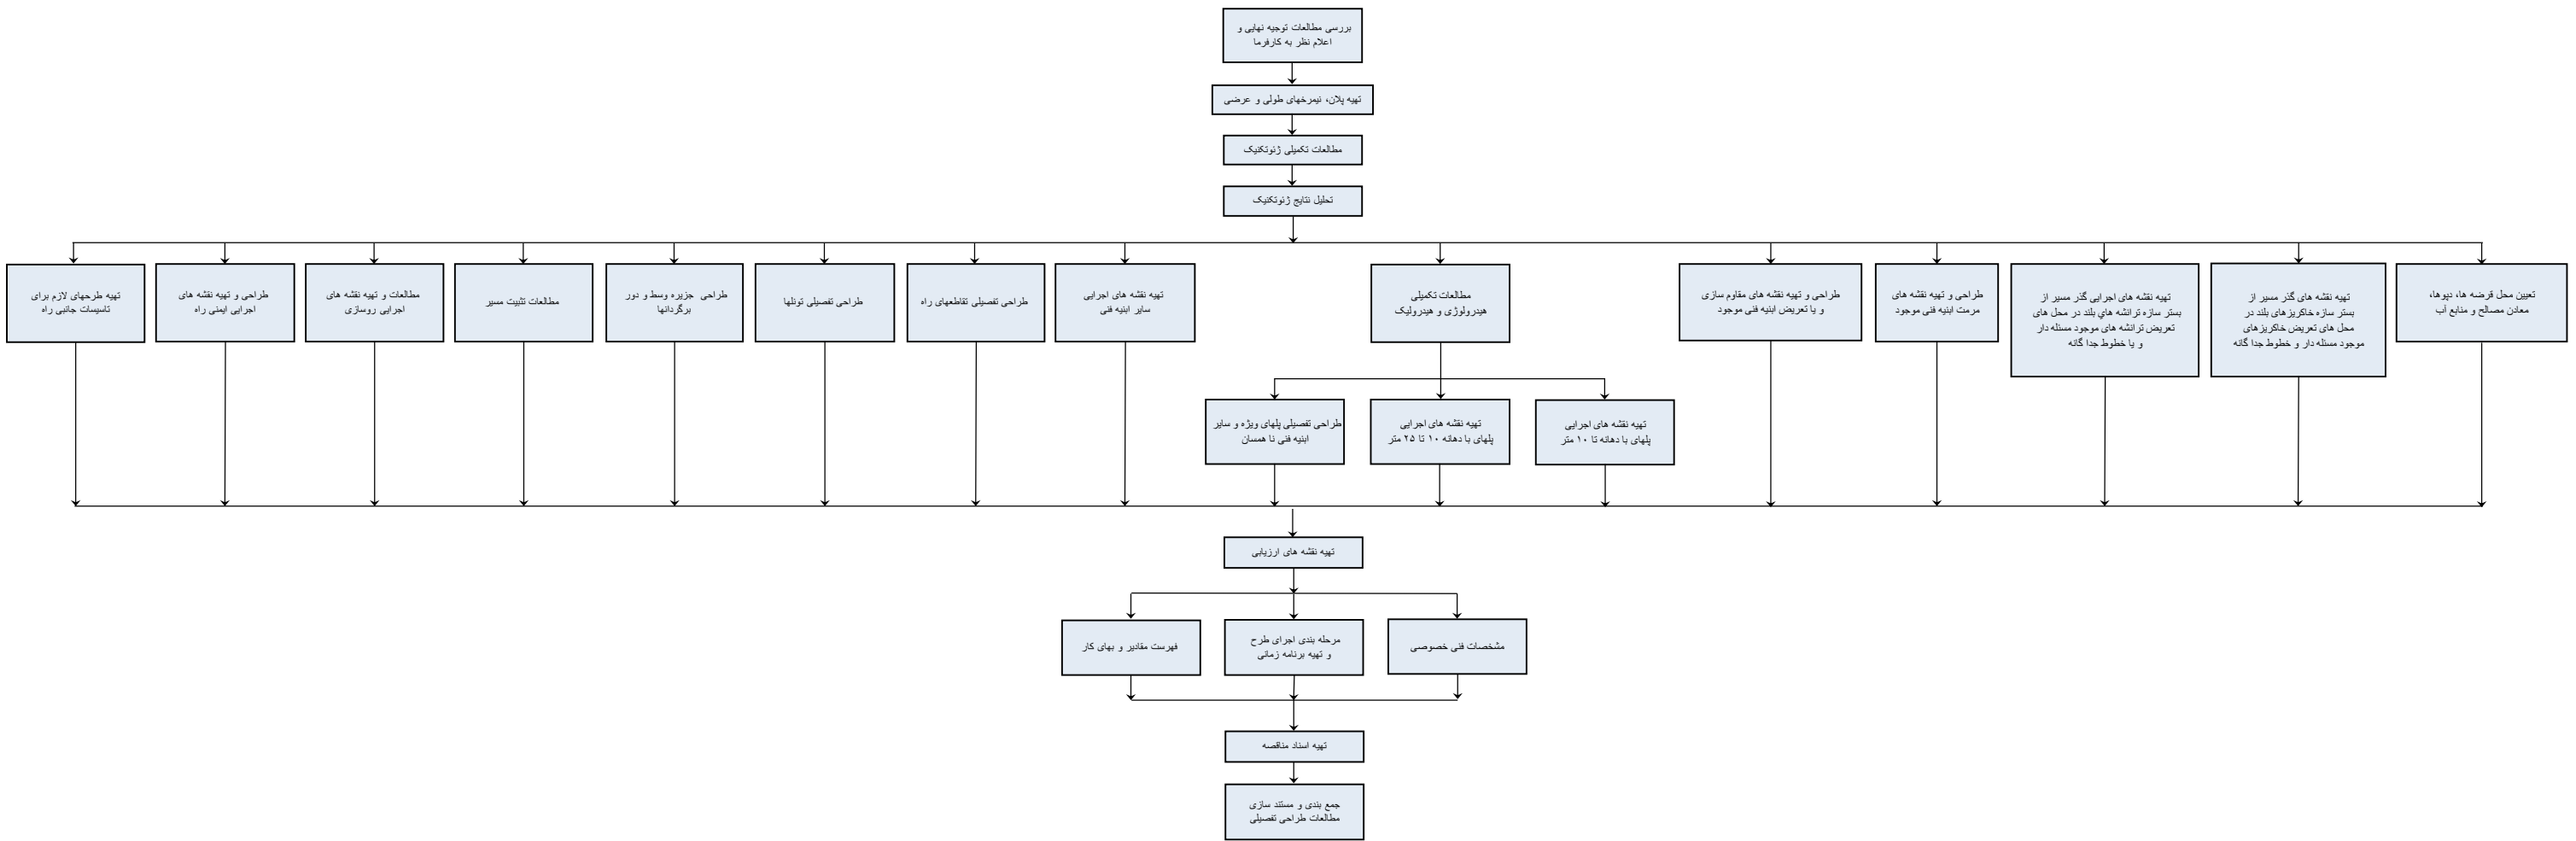 بررسی مطالعات توجیه نهایی و
اعلام نظر به کارفرما
تهیه پلان، نیمرخهای طولی و عرضی
مطالعات تکمیلی ژئوتکنیک
تحلیل نتایج ژئوتکنیک
تعیین محل قرضه ها، دپوها،
معادن مصالح و منابع آب
تهیه نقشه های گذر مسیر از
بستر سازه خاکریزهای بلند در
محل های تعریض خاکریزهای
موجود مسئله دار و خطوط جدا گانه
تهیه نقشه های اجرایی گذر مسیر از
بستر سازه ترانشه هاي بلند در محل های
تعریض ترانشه های موجود مسئله دار
و یا خطوط جدا گانه
طراحی و تهیه نقشه های
مرمت ابنیه فنی موجود
طراحی و تهیه نقشه های مقاوم سازی
و یا تعریض ابنیه فنی موجود
مطالعات تکمیلی
هیدرولوژی و هیدرولیک
تهیه نقشه های اجرایی
سایر ابنیه فنی
طراحی تفصیلی تقاطعهای راه
طراحی تفصیلی تونلها
طراحی جزیره وسط و دور
برگردانها
مطالعات تثبیت مسیر
مطالعات و تهیه نقشه های
اجرایی روسازی
طراحی و تهیه نقشه های
اجرایی ایمنی راه
تهیه طرحهای لازم برای
تاسیسات جانبی راه
تهیه نقشه های اجرایی
پلهای با دهانه تا ۱۰ متر
تهیه نقشه های اجرایی
پلهای با دهانه ۱۰ تا ۲۵ متر
طراحی تفصیلی پلهای ویژه و سایر
ابنیه فنی نا همسان
تهیه نقشه های ارزیابی
مشخصات فنی خصوصی
مرحله بندی اجرای طرح
و تهیه برنامه زمانی
فهرست مقادیر و بهای کار
تهیه اسناد مناقصه
جمع بندی و مستند سازی
مطالعات طراحی تفصیلی